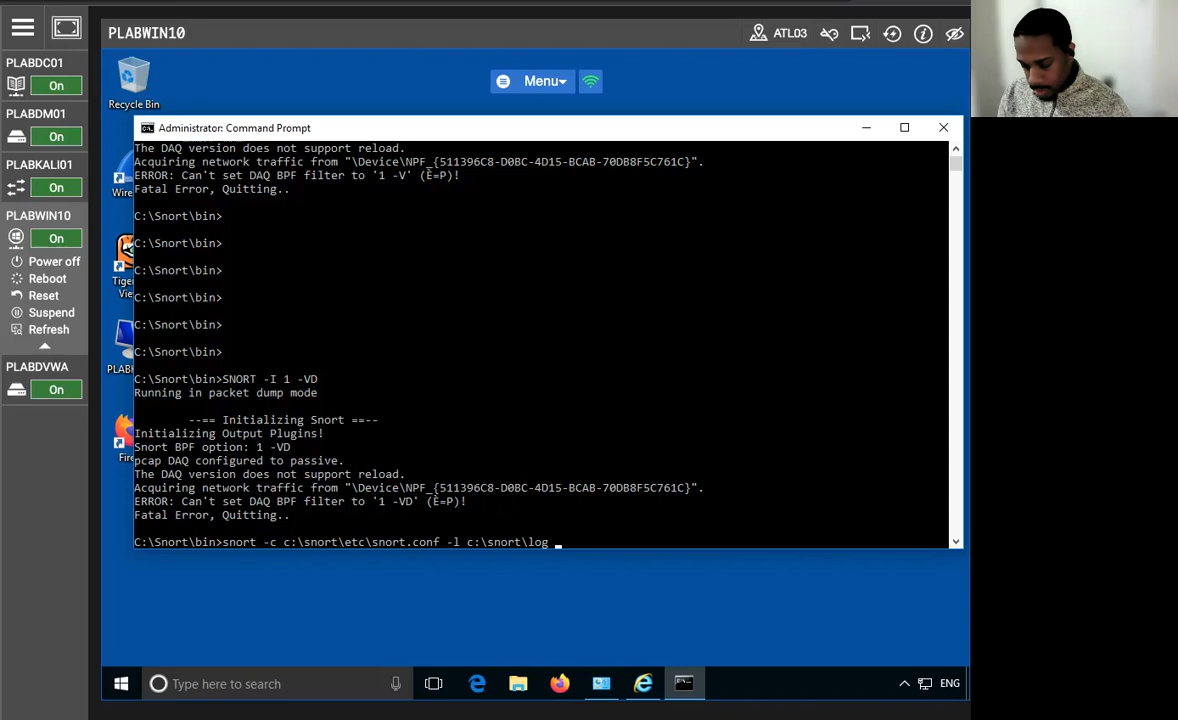 PLABWIN10
ATL03
PLABDC01
On
PLABDM01
On
PLABKALI01
On
PLABWIN10
On
Power off
Reboot
Reset
Suspend
Refresh
PLABDVWA
On
Recycle Bin
Menu
Wire
Tige
Vie
PLABK
Fire
Administrator: Command Prompt
The DAQ version does not support reload.
Acquiring network traffic from "\Device\NPF_{511396C8-D0BC-4D15-BCAB-70DB8F5C761C}".
ERROR: Can't set DAQ BPF filter to '1 -V' (È=P)!
Fatal Error, Quitting..
C:\Snort\bin>
C:\Snort\bin>
C:\Snort\bin>
C:\Snort\bin>
C:\Snort\bin>
C:\Snort\bin>
C:\Snort\bin>SNORT -I 1 -VD
Running in packet dump mode
--== Initializing Snort ==--
Initializing Output Plugins!
Snort BPF option: 1 -VD
pcap DAQ configured to passive.
The DAQ version does not support reload.
Acquiring network traffic from "\Device\NPF_{511396C8-D0BC-4D15-BCAB-70DB8F5C761C}".
ERROR: Can't set DAQ BPF filter to '1 -VD' (È=P)!
Fatal Error, Quitting..
C:\Snort\bin>snort -c c:\snort\etc\snort.conf -l c:\snort\log
Type here to search
ENG